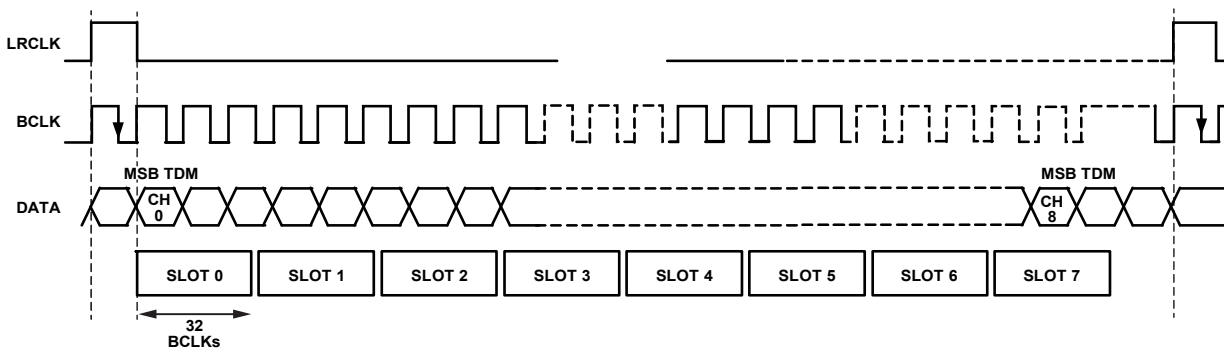 LRCLK
BCLK
MSB TDM
MSB TDM
DATA
CH
0
CH
8
SLOT 0
SLOT 1
SLOT 2
SLOT 3
SLOT 4
SLOT 5
SLOT 6
SLOT 7
32
BCLKs